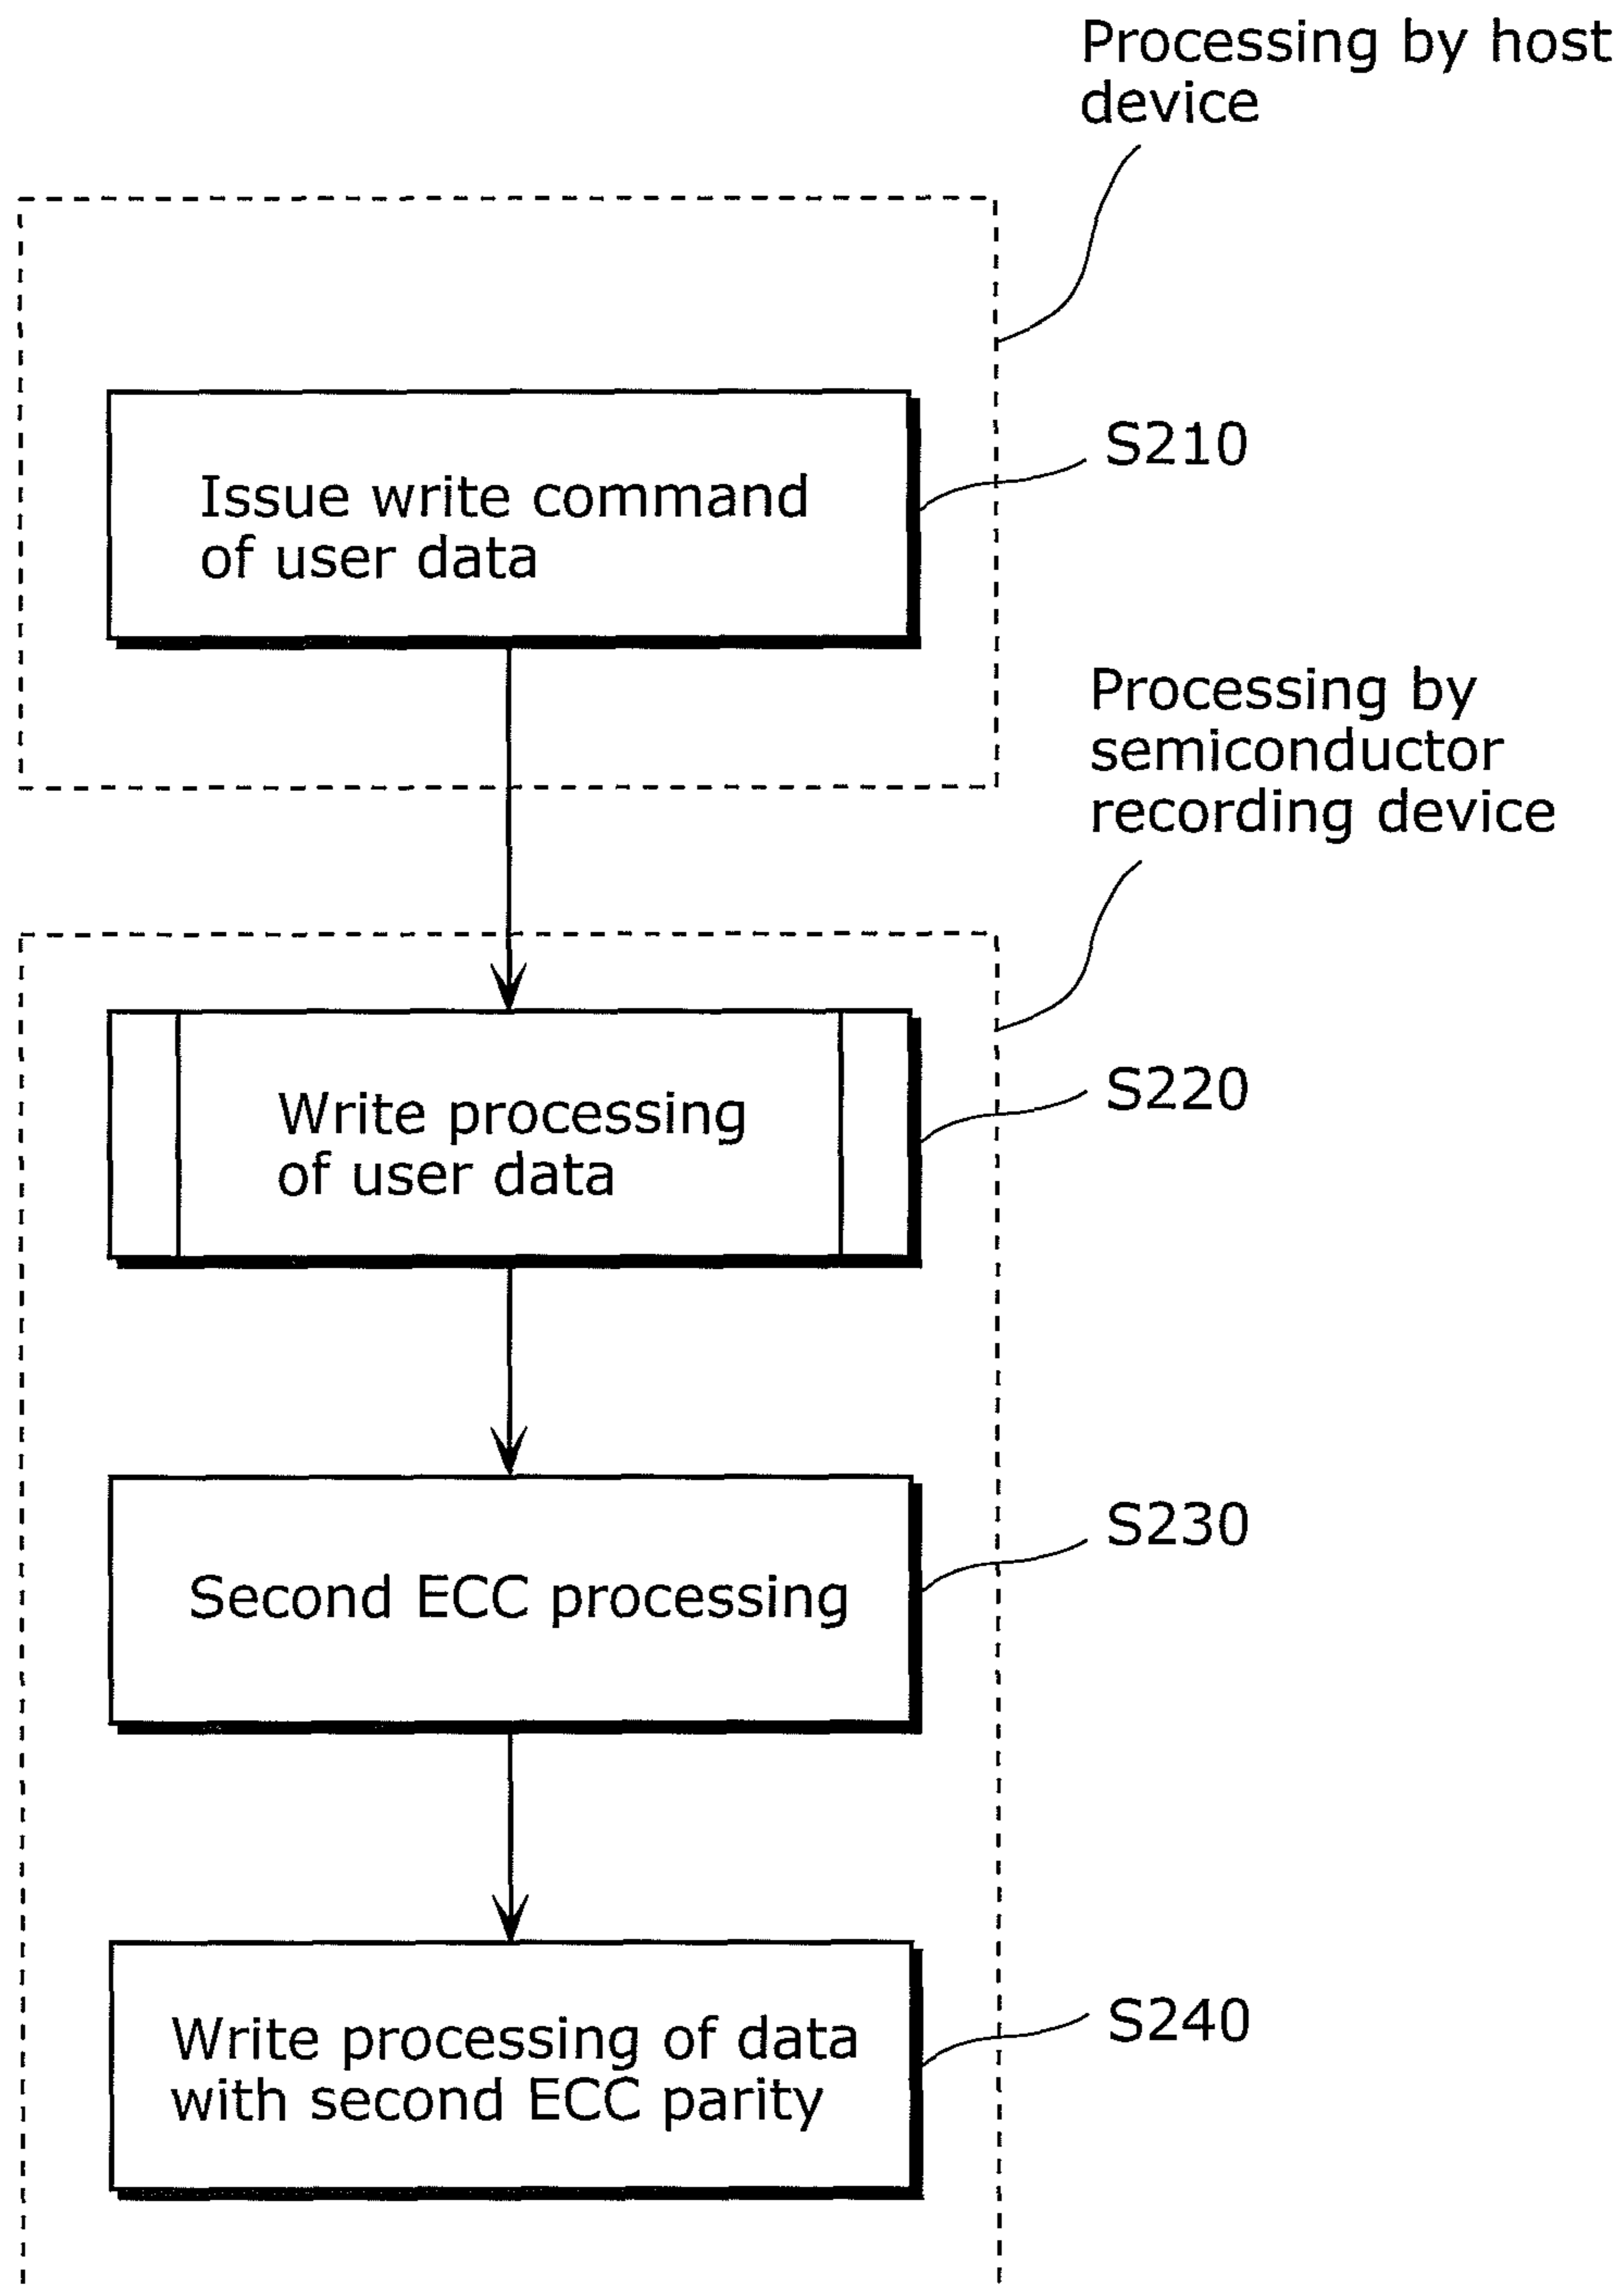 Processing by host
device
Issue write command
of user data
S210
Processing by
semiconductor
recording device
Write processing
of user data
S220
Second ECC processing
S230
Write processing of data
with second ECC parity
S240